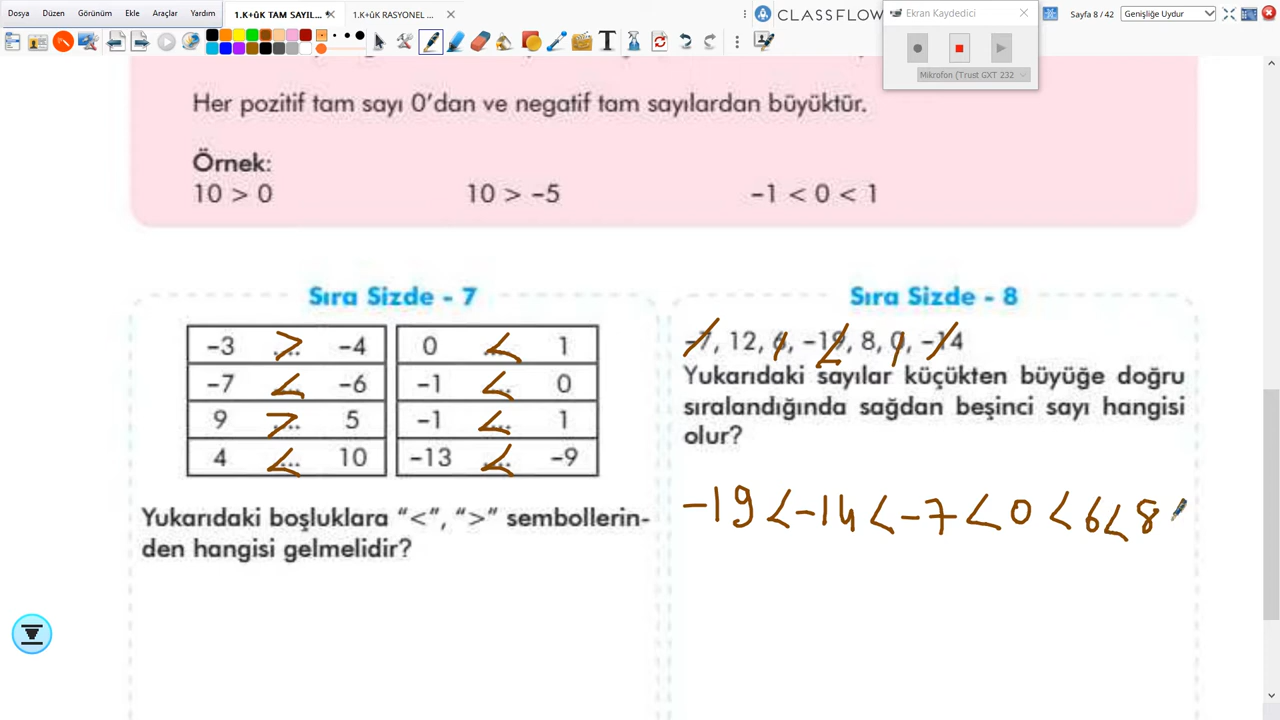 1.K+ûK TAM SAYIL...
1.K+ûK RASYONEL ...
CLASSFLOW
Ekran Kaydedici
Sayfa 8 / 42
Genişliğe Uydur
Dosya Düzen Görünüm Ekle Araçlar Yardım
Mikrofon (Trust GXT 232
Her pozitif tam sayı 0'dan ve negatif tam sayılardan büyüktür.
Örnek:
10 > 0 10 > -5 -1 < 0 < 1
Sıra Sizde - 7
-3 > -4 0 < 1
-7 < -6 -1 < 0
9 > 5 -1 < 1
4 < 10 -13 < -9
Yukarıdaki boşluklara "<", ">" sembollerin-
den hangisi gelmelidir?
Sıra Sizde - 8
-7, 12, 6, -19, 8, 0, -14
Yukarıdaki sayılar küçükten büyüğe doğru
sıralandığında sağdan beşinci sayı hangisi
olur?
-19 < -14 < -7 < 0 < 6 < 8